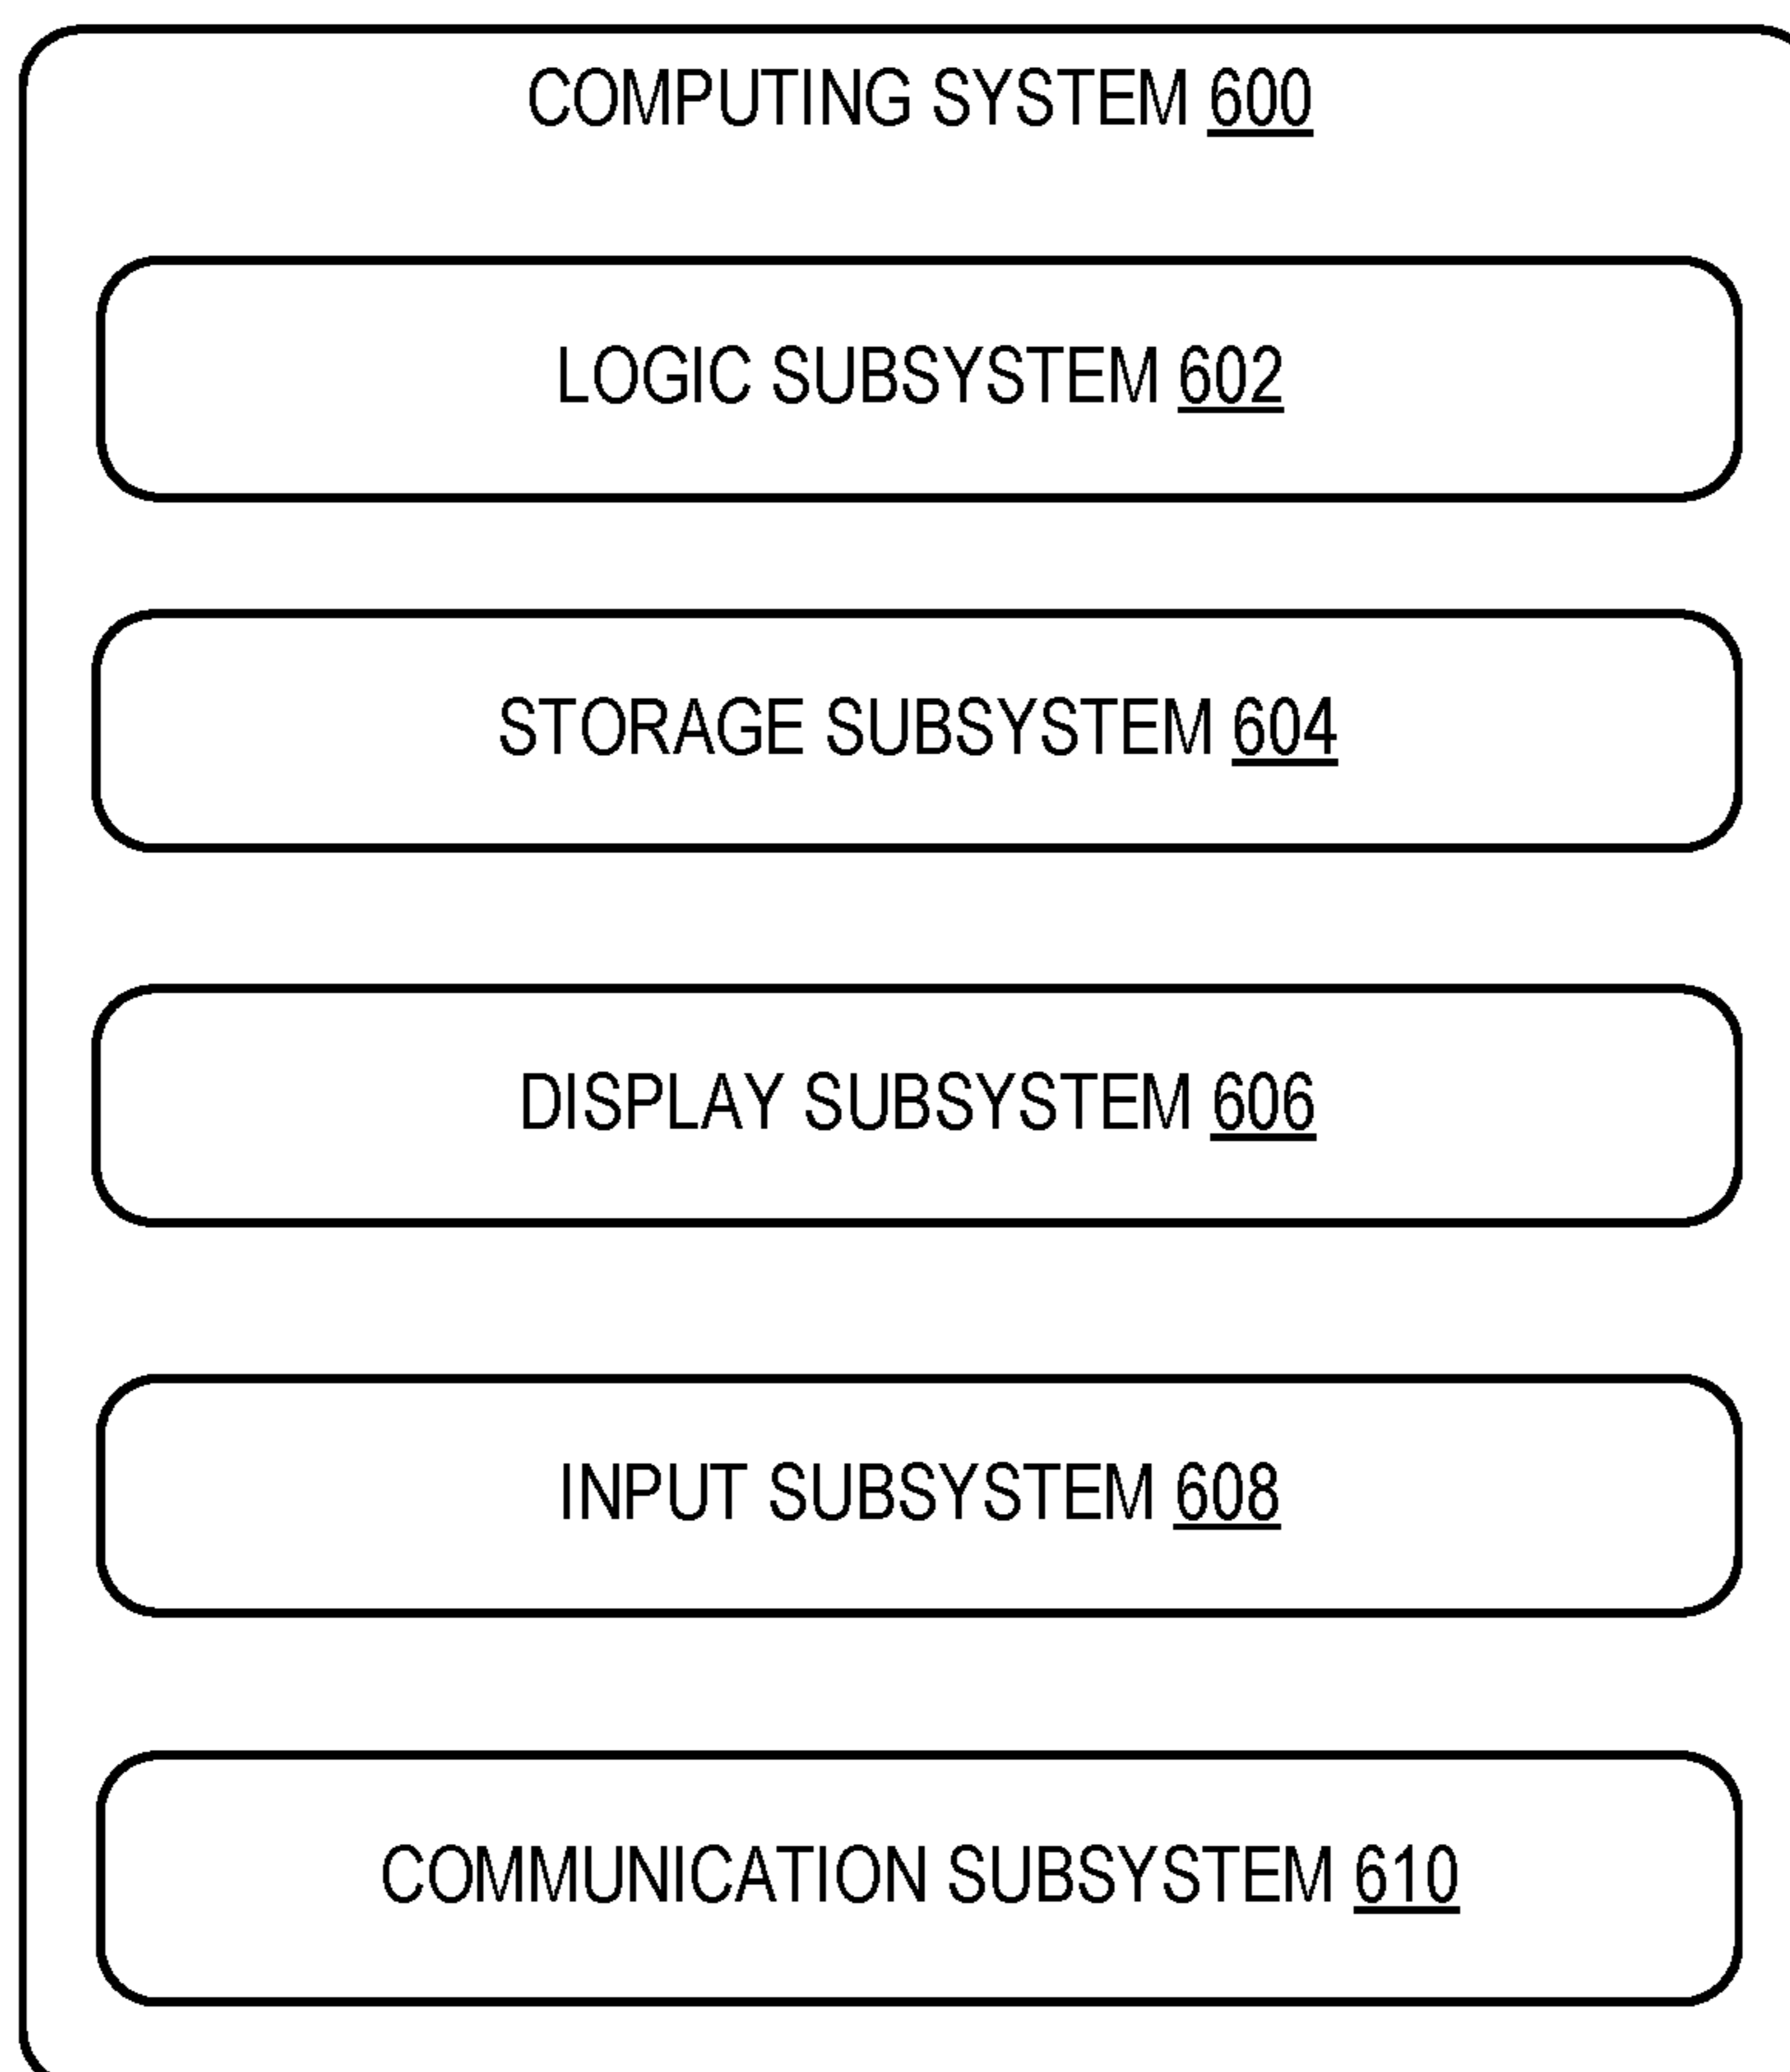 COMPUTING SYSTEM 600
LOGIC SUBSYSTEM 602
STORAGE SUBSYSTEM 604
DISPLAY SUBSYSTEM 606
INPUT SUBSYSTEM 608
COMMUNICATION SUBSYSTEM 610